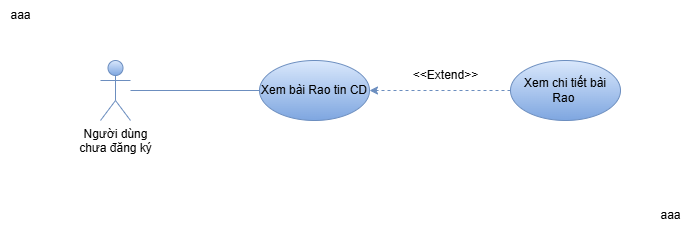 aaa
<<Extend>>
Xem bài Rao tin CD
Xem chi tiết bài
Rao
Người dùng
chưa đăng ký
aaa